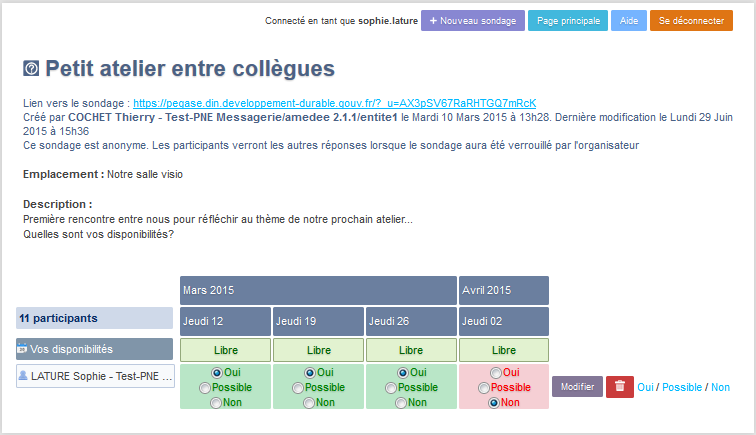 Connecté en tant que sophie.lature + Nouveau sondage Page principale Aide Se déconnecter
Petit atelier entre collègues
Lien vers le sondage : https://pegase.din.developpement-durable.gouv.fr/?_u=AX3pSV67RaRHTGQ7mRcK
Créé par COCHET Thierry - Test-PNE Messagerie/amedee 2.1.1/entite1 le Mardi 10 Mars 2015 à 13h28. Dernière modification le Lundi 29 Juin
2015 à 15h36
Ce sondage est anonyme. Les participants verront les autres réponses lorsque le sondage aura été verrouillé par l'organisateur
Emplacement : Notre salle visio
Description :
Première rencontre entre nous pour réfléchir au thème de notre prochain atelier...
Quelles sont vos disponibilités?
Mars 2015 Avril 2015
11 participants Jeudi 12 Jeudi 19 Jeudi 26 Jeudi 02
Vos disponibilités Libre Libre Libre Libre
Oui Oui Oui Oui
LATURE Sophie - Test-PNE ... Possible Possible Possible Possible Modifier Oui / Possible / Non
Non Non Non Non